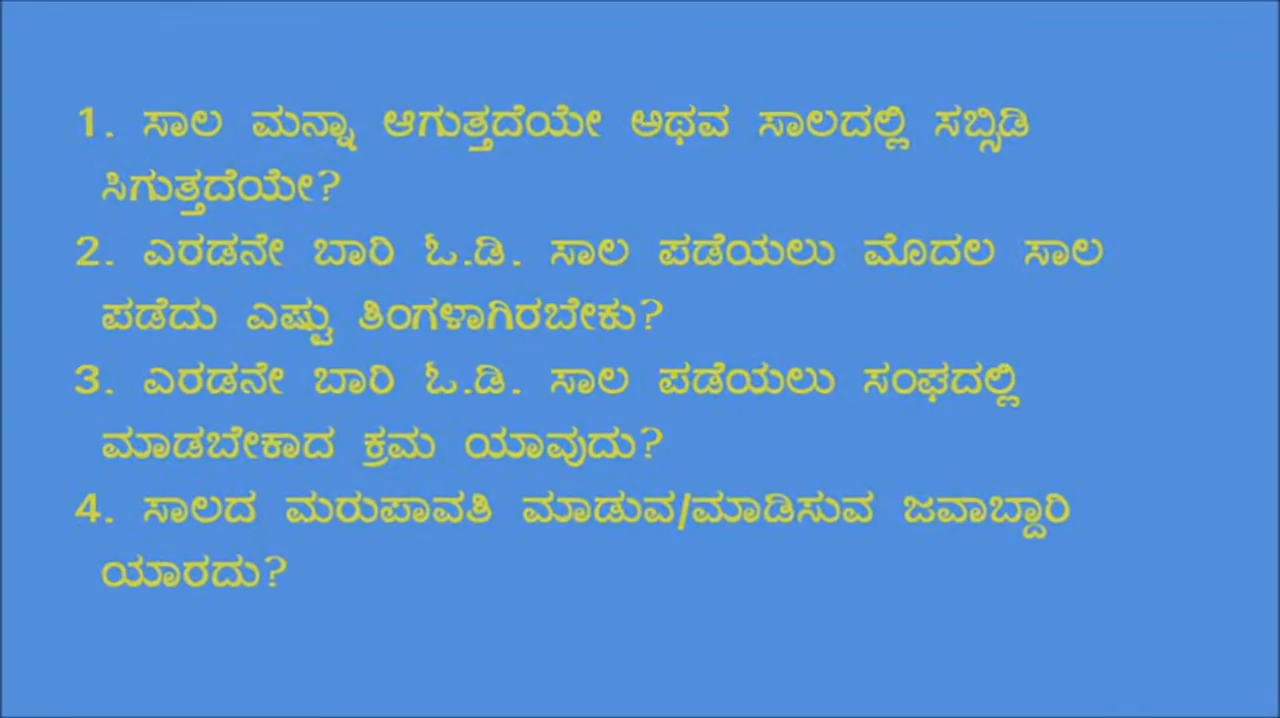 1. ಸಾಲ ಮನ್ನಾ ಆಗುತ್ತದೆಯೇ ಅಥವ ಸಾಲದಲ್ಲಿ ಸಬ್ಸಿಡಿ
ಸಿಗುತ್ತದೆಯೇ?
2. ಎರಡನೇ ಬಾರಿ ಓ.ಡಿ. ಸಾಲ ಪಡೆಯಲು ಮೊದಲ ಸಾಲ
ಪಡೆದು ಎಷ್ಟು ತಿಂಗಳಾಗಿರಬೇಕು?
3. ಎರಡನೇ ಬಾರಿ ಓ.ಡಿ. ಸಾಲ ಪಡೆಯಲು ಸಂಘದಲ್ಲಿ
ಮಾಡಬೇಕಾದ ಕ್ರಮ ಯಾವುದು?
4. ಸಾಲದ ಮರುಪಾವತಿ ಮಾಡುವ/ಮಾಡಿಸುವ ಜವಾಬ್ದಾರಿ
ಯಾರದು?